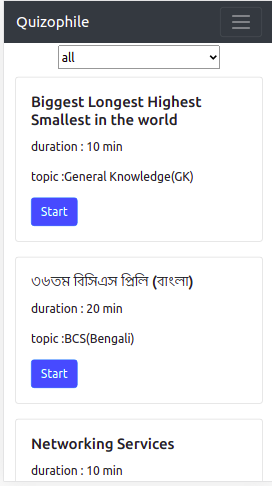 Quizophile
all
Biggest Longest Highest
Smallest in the world
duration : 10 min
topic :General Knowledge(GK)
Start
৩৬তম বিসিএস প্রিলি (বাংলা)
duration : 20 min
topic :BCS(Bengali)
Start
Networking Services
duration : 10 min